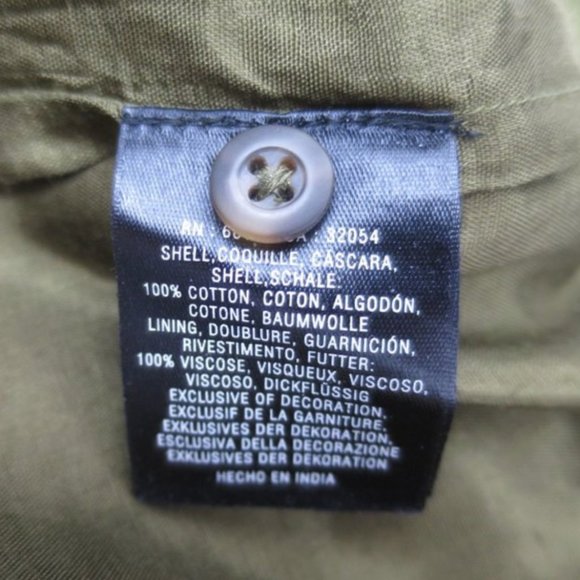 RN 32054
SHELL,COQUILLE, CÁSCARA,
SHELL,SCHALE:
100% COTTON, COTON, ALGODÓN,
COTONE, BAUMWOLLE
LINING, DOUBLURE, GUARNICIÓN,
RIVESTIMENTO, FUTTER:
100% VISCOSE, VISQUEUX, VISCOSO,
VISCOSO, DICKFLÜSSIG
EXCLUSIVE OF DECORATION,
EXCLUSIF DE LA GARNITURE,
EXKLUSIVES DER DEKORATION,
ESCLUSIVA DELLA DECORAZIONE
EXKLUSIVES DER DEKORATION
HECHO EN INDIA